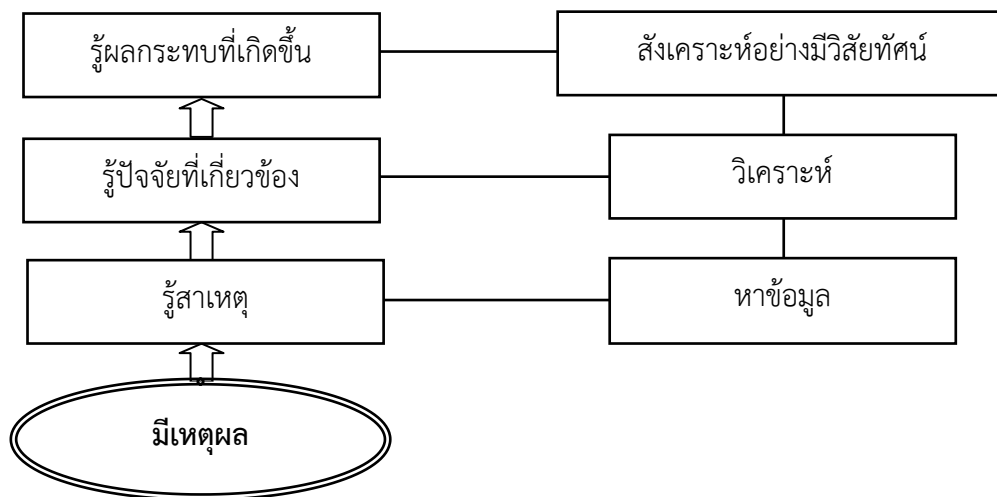 รู้ผลกระทบที่เกิดขึ้น
สังเคราะห์อย่างมีวิสัยทัศน์
รู้ปัจจัยที่เกี่ยวข้อง
วิเคราะห์
รู้สาเหตุ
หาข้อมูล
มีเหตุผล